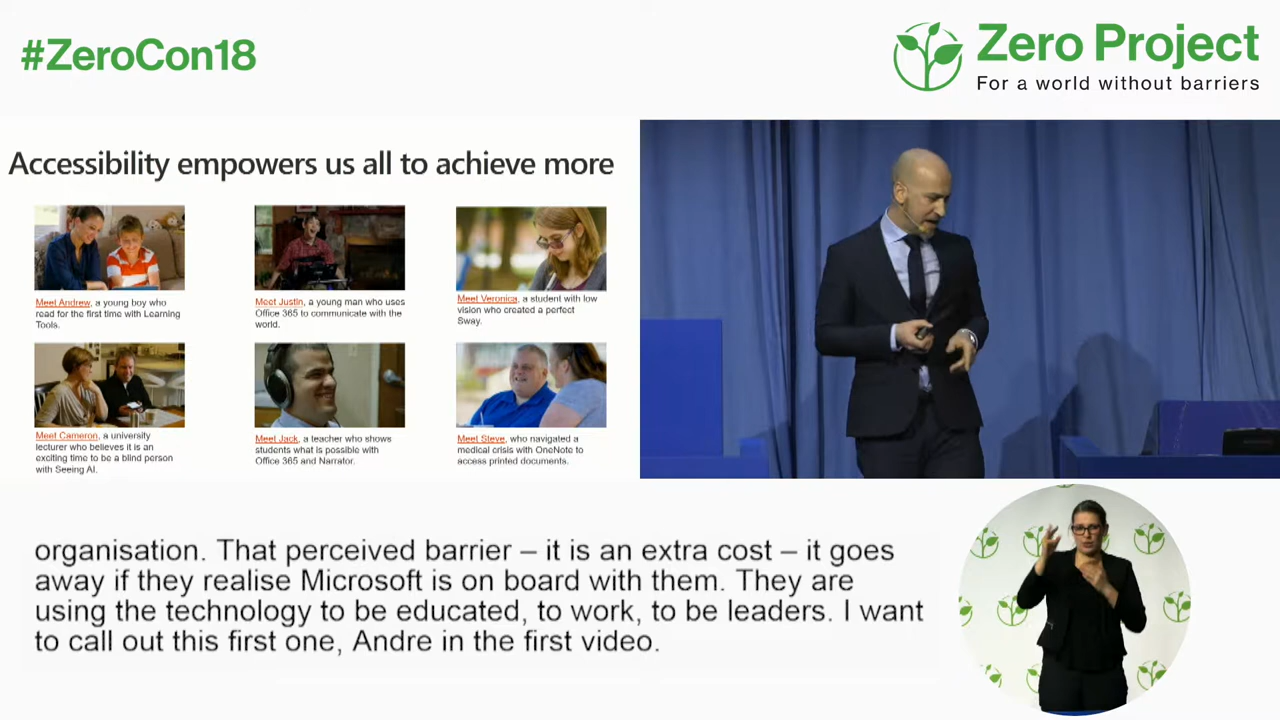 #ZeroCon18
Zero Project
For a world without barriers
Accessibility empowers us all to achieve more
Meet Andrew, a young boy who
read for the first time with Learning
Tools.
Meet Justin, a young man who uses
Office 365 to communicate with the
world.
Meet Veronica, a student with low
vision who created a perfect
Sway.
Meet Cameron, a university
lecturer who believes it is an
exciting time to be a blind person
with Seeing AI.
Meet Jack, a teacher who shows
students what is possible with
Office 365 and Narrator.
Meet Steve, who navigated a
medical crisis with OneNote to
access printed documents.
organisation. That perceived barrier – it is an extra cost – it goes
away if they realise Microsoft is on board with them. They are
using the technology to be educated, to work, to be leaders. I want
to call out this first one, Andre in the first video.